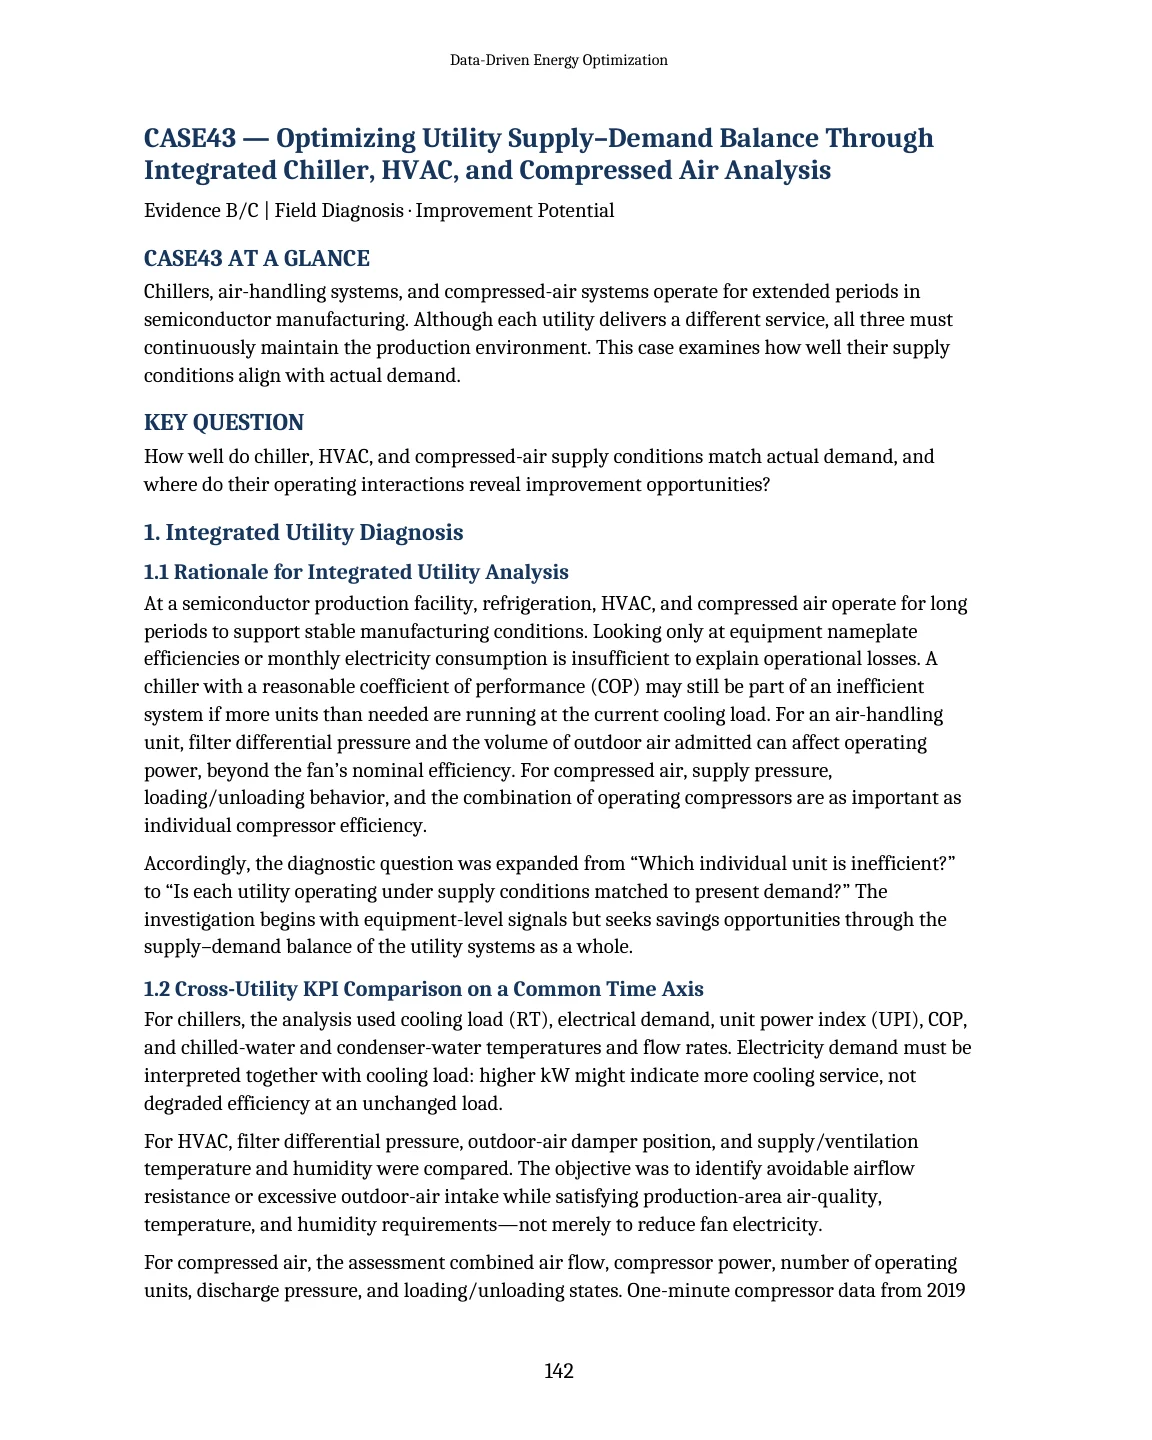 Data-Driven Energy Optimization
CASE43 — Optimizing Utility Supply–Demand Balance Through
Integrated Chiller, HVAC, and Compressed Air Analysis
Evidence B/C | Field Diagnosis · Improvement Potential
CASE43 AT A GLANCE
Chillers, air-handling systems, and compressed-air systems operate for extended periods in
semiconductor manufacturing. Although each utility delivers a different service, all three must
continuously maintain the production environment. This case examines how well their supply
conditions align with actual demand.
KEY QUESTION
How well do chiller, HVAC, and compressed-air supply conditions match actual demand, and
where do their operating interactions reveal improvement opportunities?
1. Integrated Utility Diagnosis
1.1 Rationale for Integrated Utility Analysis
At a semiconductor production facility, refrigeration, HVAC, and compressed air operate for long
periods to support stable manufacturing conditions. Looking only at equipment nameplate
efficiencies or monthly electricity consumption is insufficient to explain operational losses. A
chiller with a reasonable coefficient of performance (COP) may still be part of an inefficient
system if more units than needed are running at the current cooling load. For an air-handling
unit, filter differential pressure and the volume of outdoor air admitted can affect operating
power, beyond the fan’s nominal efficiency. For compressed air, supply pressure,
loading/unloading behavior, and the combination of operating compressors are as important as
individual compressor efficiency.
Accordingly, the diagnostic question was expanded from “Which individual unit is inefficient?”
to “Is each utility operating under supply conditions matched to present demand?” The
investigation begins with equipment-level signals but seeks savings opportunities through the
supply–demand balance of the utility systems as a whole.
1.2 Cross-Utility KPI Comparison on a Common Time Axis
For chillers, the analysis used cooling load (RT), electrical demand, unit power index (UPI), COP,
and chilled-water and condenser-water temperatures and flow rates. Electricity demand must be
interpreted together with cooling load: higher kW might indicate more cooling service, not
degraded efficiency at an unchanged load.
For HVAC, filter differential pressure, outdoor-air damper position, and supply/ventilation
temperature and humidity were compared. The objective was to identify avoidable airflow
resistance or excessive outdoor-air intake while satisfying production-area air-quality,
temperature, and humidity requirements—not merely to reduce fan electricity.
For compressed air, the assessment combined air flow, compressor power, number of operating
units, discharge pressure, and loading/unloading states. One-minute compressor data from 2019
142